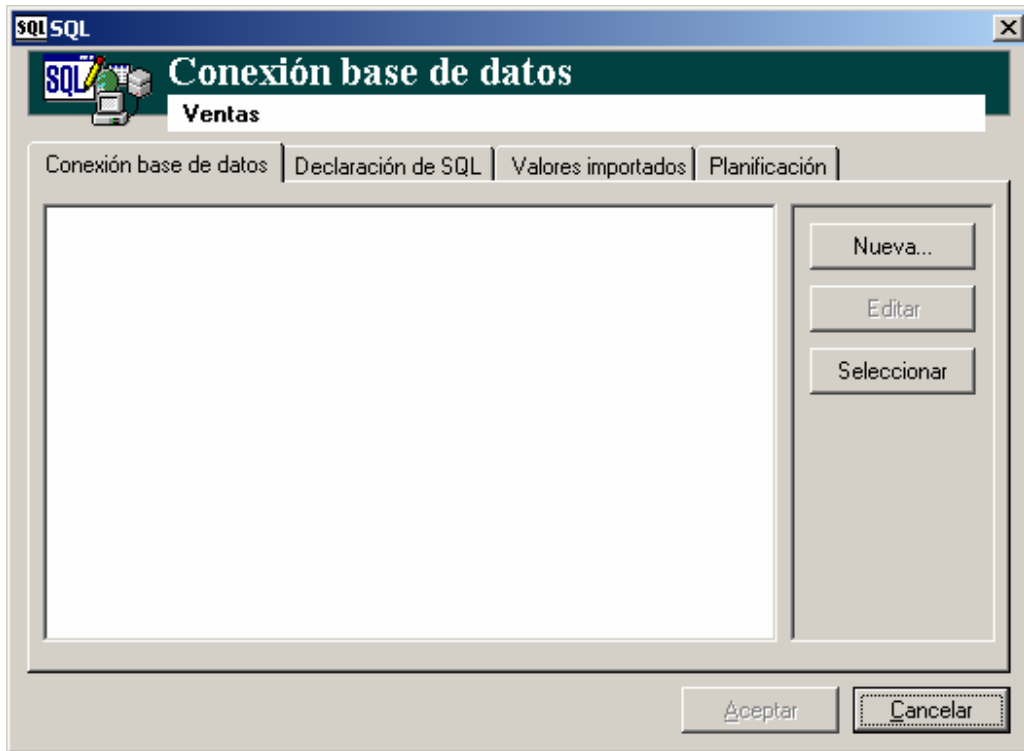 SQL SQL
SQL
Conexión base de datos
Ventas
Conexión base de datos Declaración de SQL Valores importados Planificación
Nueva...
Editar
Seleccionar
Aceptar Cancelar